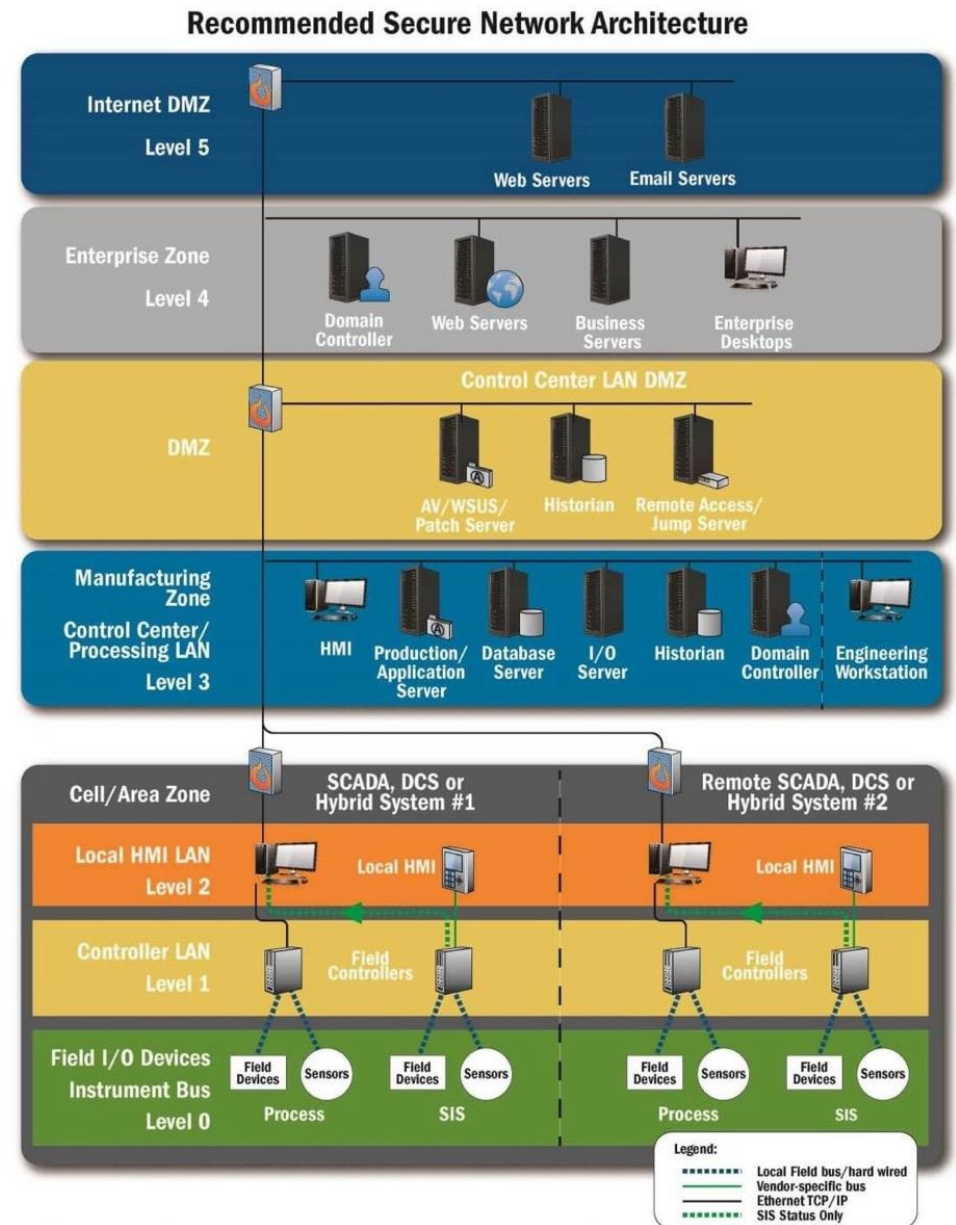 Recommended Secure Network Architecture
Internet DMZ
Level 5
Web Servers
Email Servers
Enterprise Zone
Level 4
Domain
Controller
Web Servers
Business
Servers
Enterprise
Desktops
Control Center LAN DMZ
DMZ
AV/WSUS/
Patch Server
Historian
Remote Access/
Jump Server
Manufacturing
Zone
Control Center/
Processing LAN
Level 3
HMI
Production/
Application
Server
Database
Server
I/O
Server
Historian
Domain
Controller
Engineering
Workstation
Cell/Area Zone
SCADA, DCS or
Hybrid System #1
Remote SCADA, DCS or
Hybrid System #2
Local HMI LAN
Level 2
Local HMI
Local HMI
Controller LAN
Level 1
Field
Controllers
Field
Controllers
Field I/O Devices
Instrument Bus
Level 0
Field
Devices
Sensors
Process
Field
Devices
Sensors
SIS
Field
Devices
Sensors
Process
Field
Devices
Sensors
SIS
Legend:
Local Field bus/hard wired
Vendor-specific bus
Ethernet TCP/IP
SIS Status Only